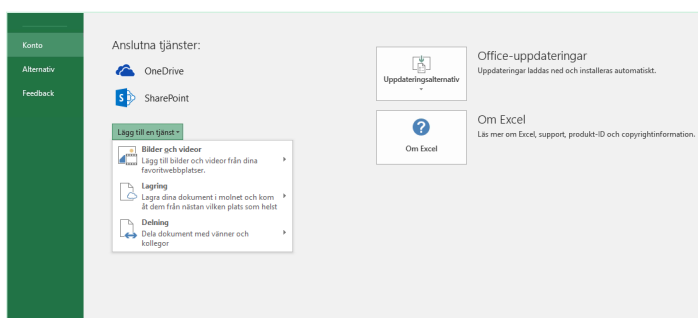 Konto
Alternativ
Feedback
Anslutna tjänster:
OneDrive
S
SharePoint
Lägg till en tjänst
Bilder och videor
Lägg till bilder och videor från dina
favoritwebbplatser.
Lagring
Lagra dina dokument i molnet och kom
åt dem från nästan vilken plats som helst
Delning
Dela dokument med vänner och
kollegor
Uppdateringsalternativ
Office-uppdateringar
Uppdateringar laddas ned och installeras automatiskt.
?
Om Excel
Om Excel
Läs mer om Excel, support, produkt-ID och copyrightinformation.